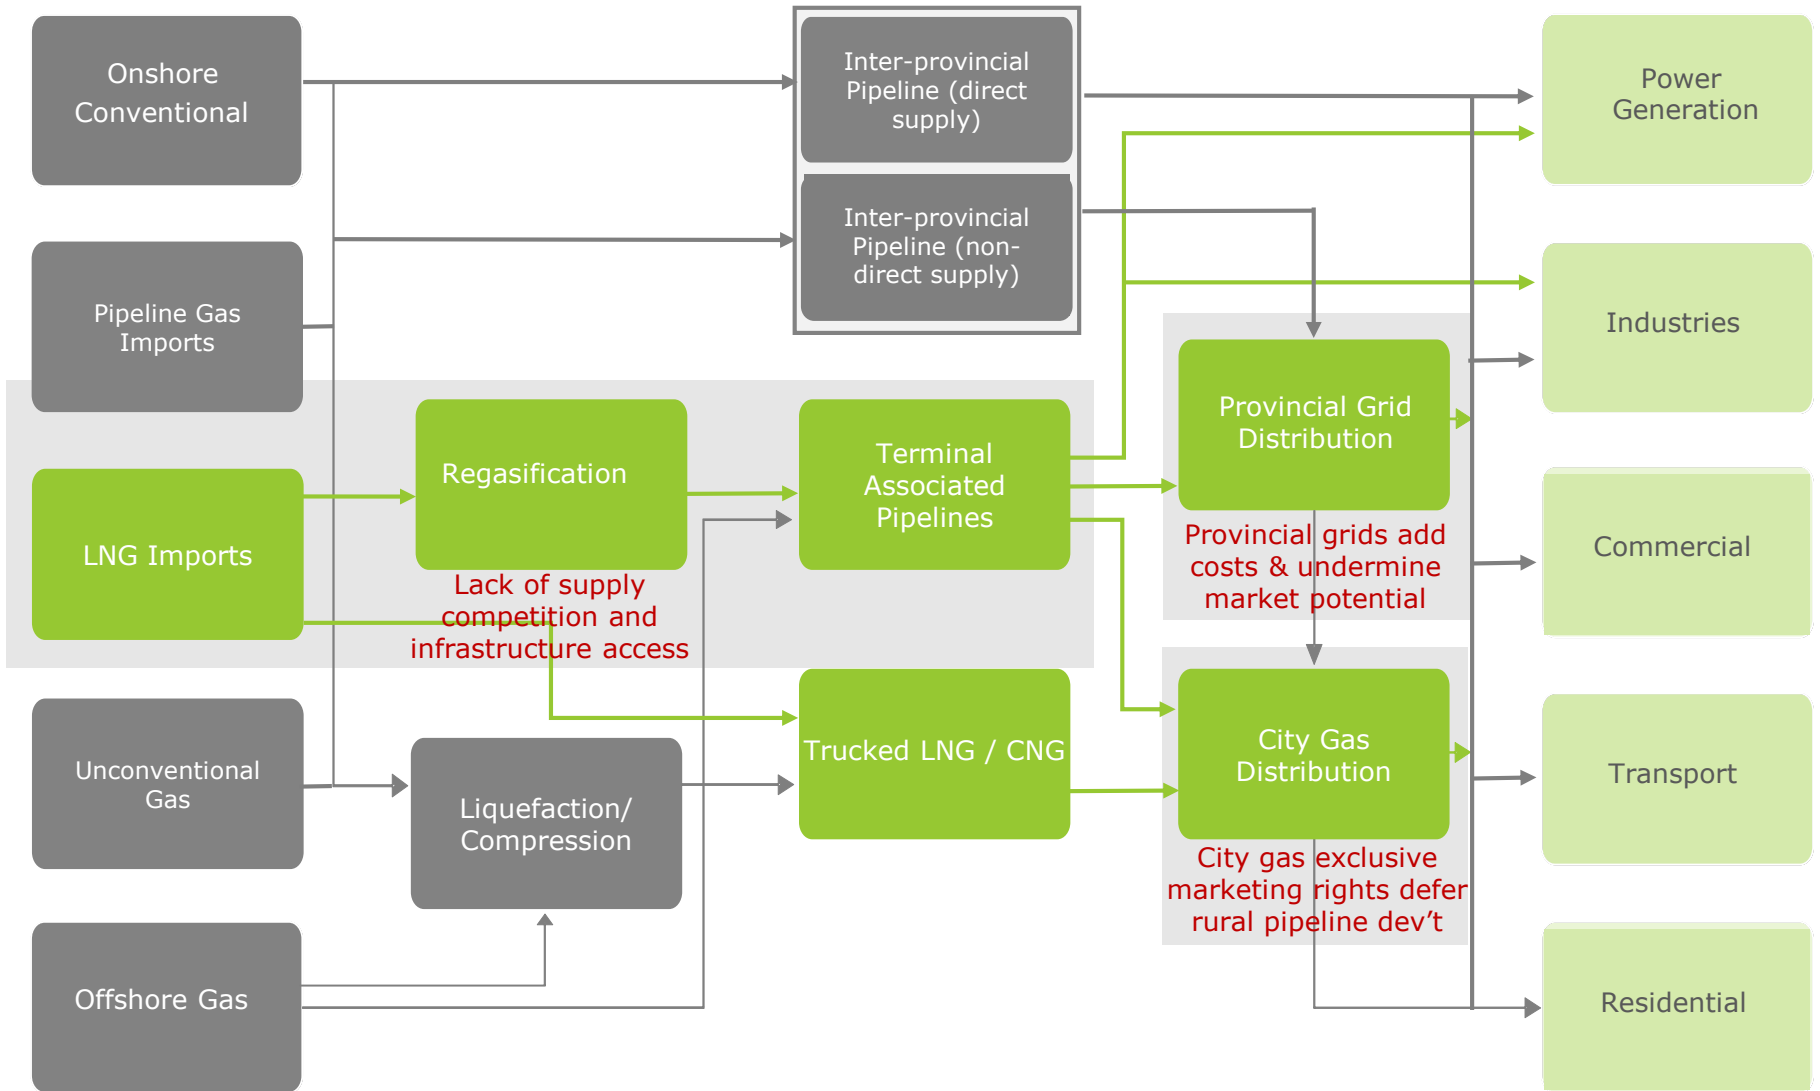 Onshore
Conventional
Pipeline Gas
Imports
LNG Imports
Unconventional
Gas
Offshore Gas
Regasification
Lack of supply
competition and
infrastructure access
Liquefaction/
Compression
Inter-provincial
Pipeline (direct
supply)
Inter-provincial
Pipeline (non-
direct supply)
Terminal
Associated
Pipelines
Trucked LNG / CNG
Provincial Grid
Distribution
Provincial grids add
costs & undermine
market potential
City Gas
Distribution
City gas exclusive
marketing rights defer
rural pipeline dev’t
Power
Generation
Industries
Commercial
Transport
Residential